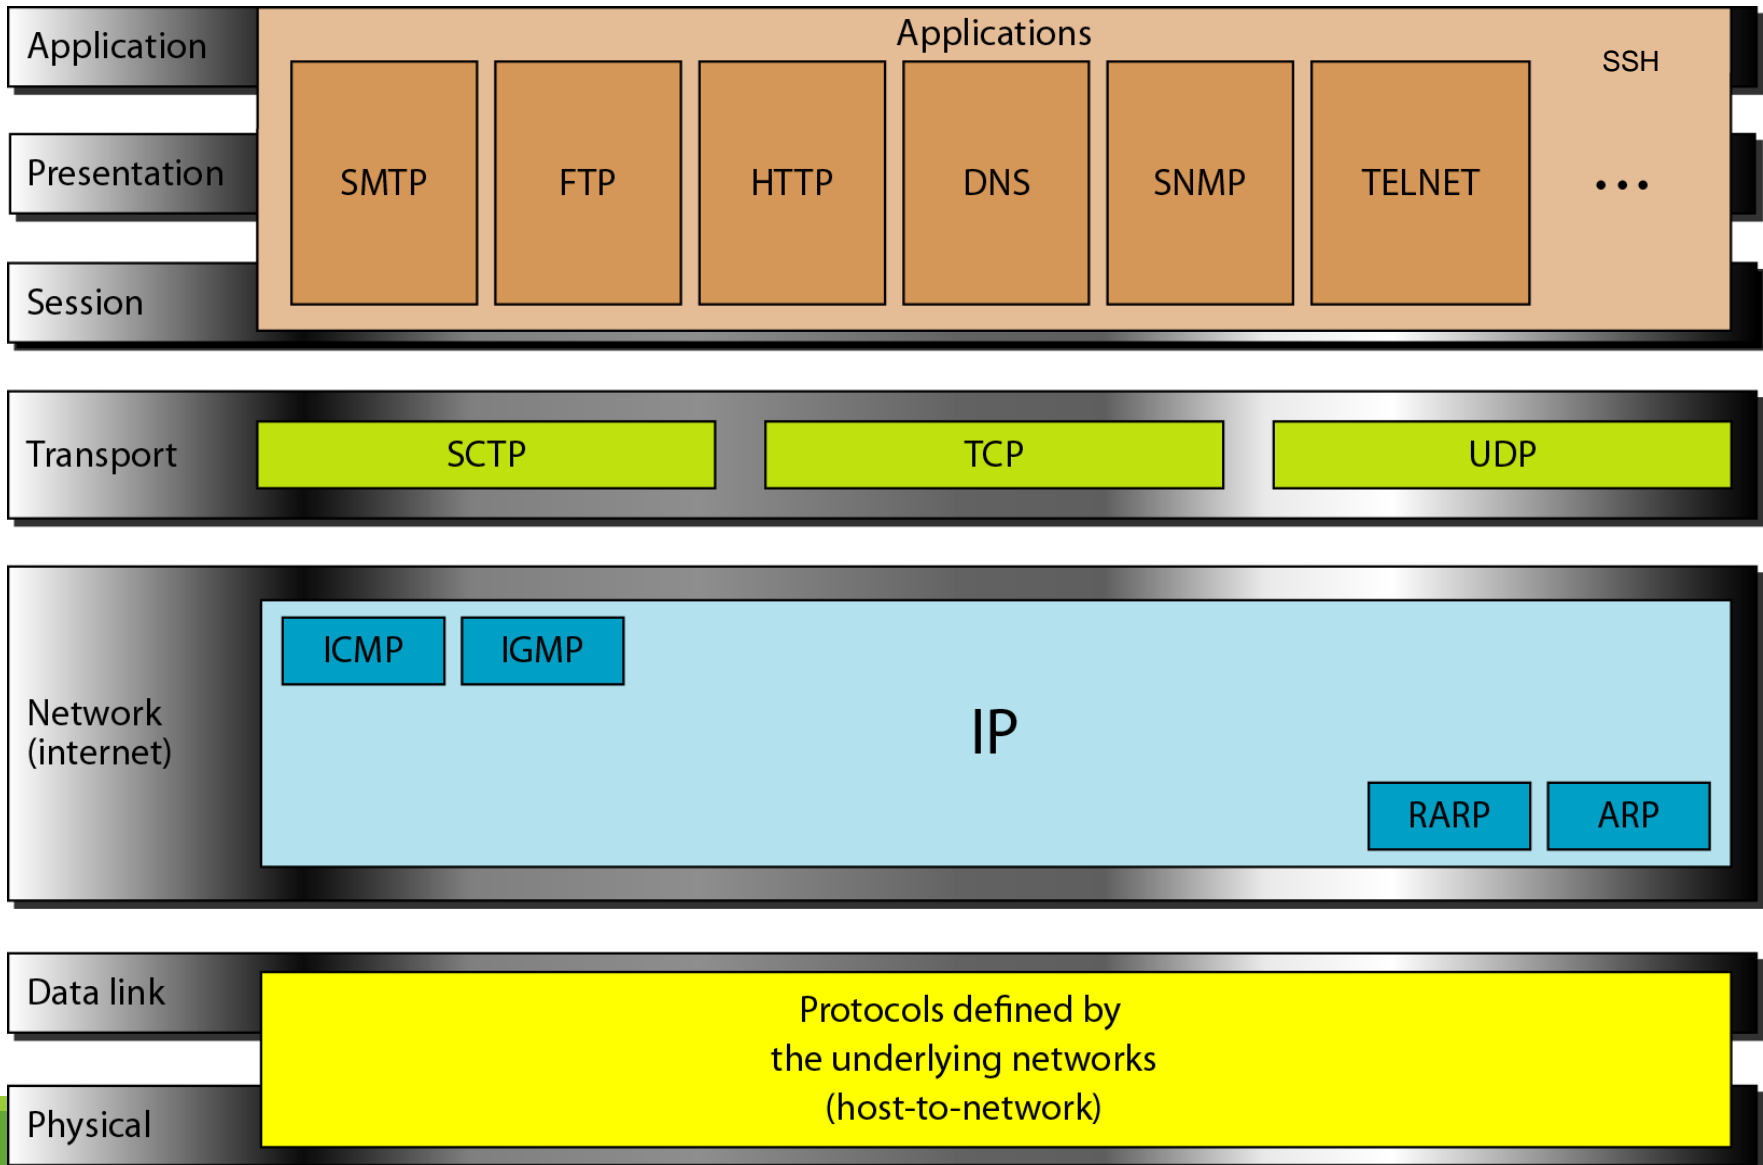 Application
Applications
SSH
Presentation
SMTP
FTP
HTTP
DNS
SNMP
TELNET
...
Session
Transport
SCTP
TCP
UDP
Network
(internet)
ICMP
IGMP
IP
RARP
ARP
Data link
Protocols defined by
the underlying networks
(host-to-network)
Physical